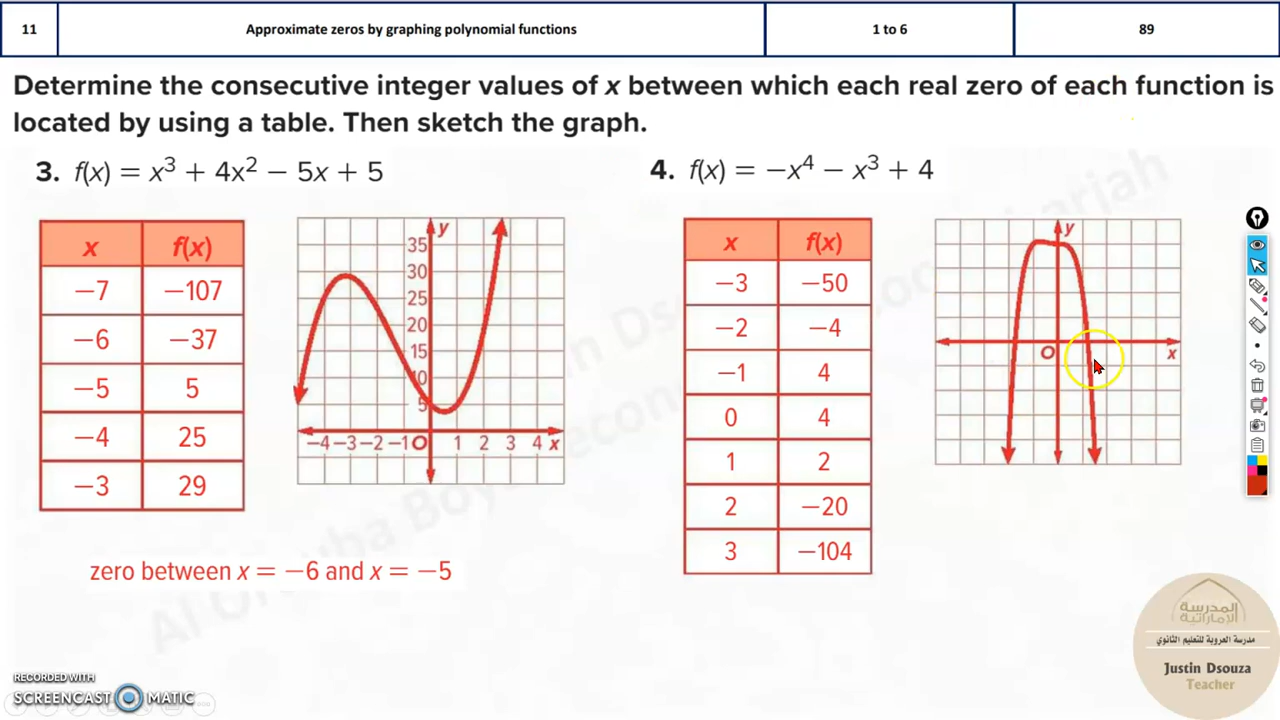 11 Approximate zeros by graphing polynomial functions 1 to 6 89
Determine the consecutive integer values of x between which each real zero of each function is
located by using a table. Then sketch the graph.
3. f(x) = x³ + 4x² − 5x + 5
x f(x)
−7 −107
−6 −37
−5 5
−4 25
−3 29
y
35
30
25
20
15
10
5
−4 −3 −2 −1 O 1 2 3 4 x
zero between x = −6 and x = −5
4. f(x) = −x⁴ − x³ + 4
x f(x)
−3 −50
−2 −4
−1 4
0 4
1 2
2 −20
3 −104
y
O x
المدرسة
الإماراتية
مدرسة العروبة للتعليم الثانوي
Justin Dsouza
Teacher
RECORDED WITH
SCREENCAST MATIC